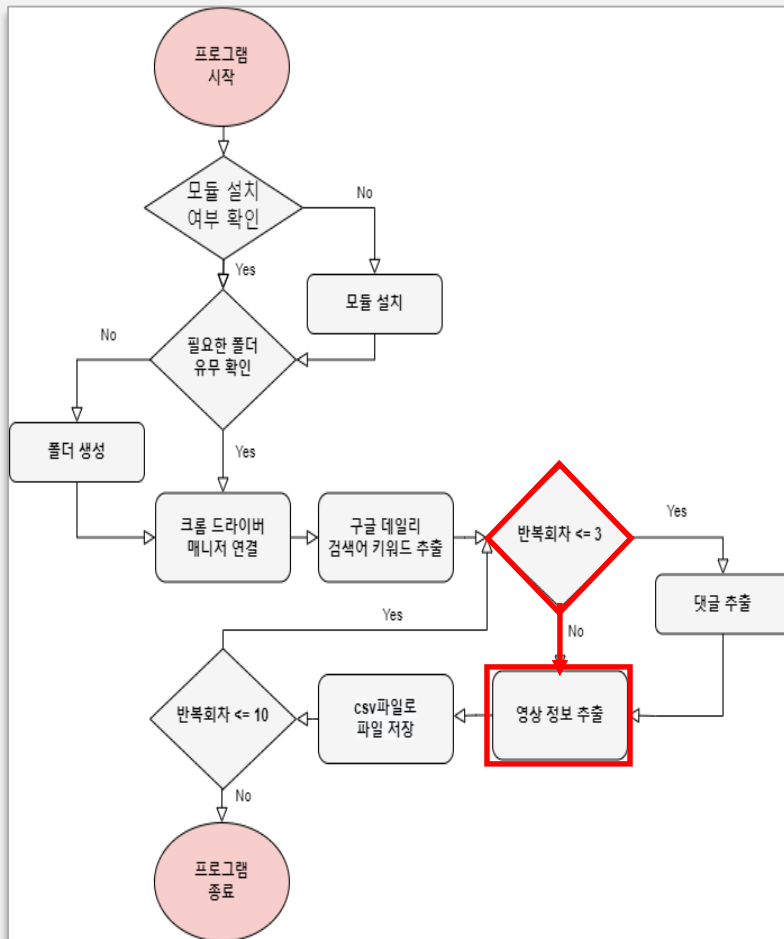 프로그램
시작
모듈 설치
여부 확인
No
Yes
모듈 설치
필요한 폴더
유무 확인
No
Yes
폴더 생성
크롬 드라이버
매니저 연결
구글 데일리
검색어 키워드 추출
반복회차 <= 3
Yes
댓글 추출
No
영상 정보 추출
csv파일로
파일 저장
반복회차 <= 10
Yes
No
프로그램
종료